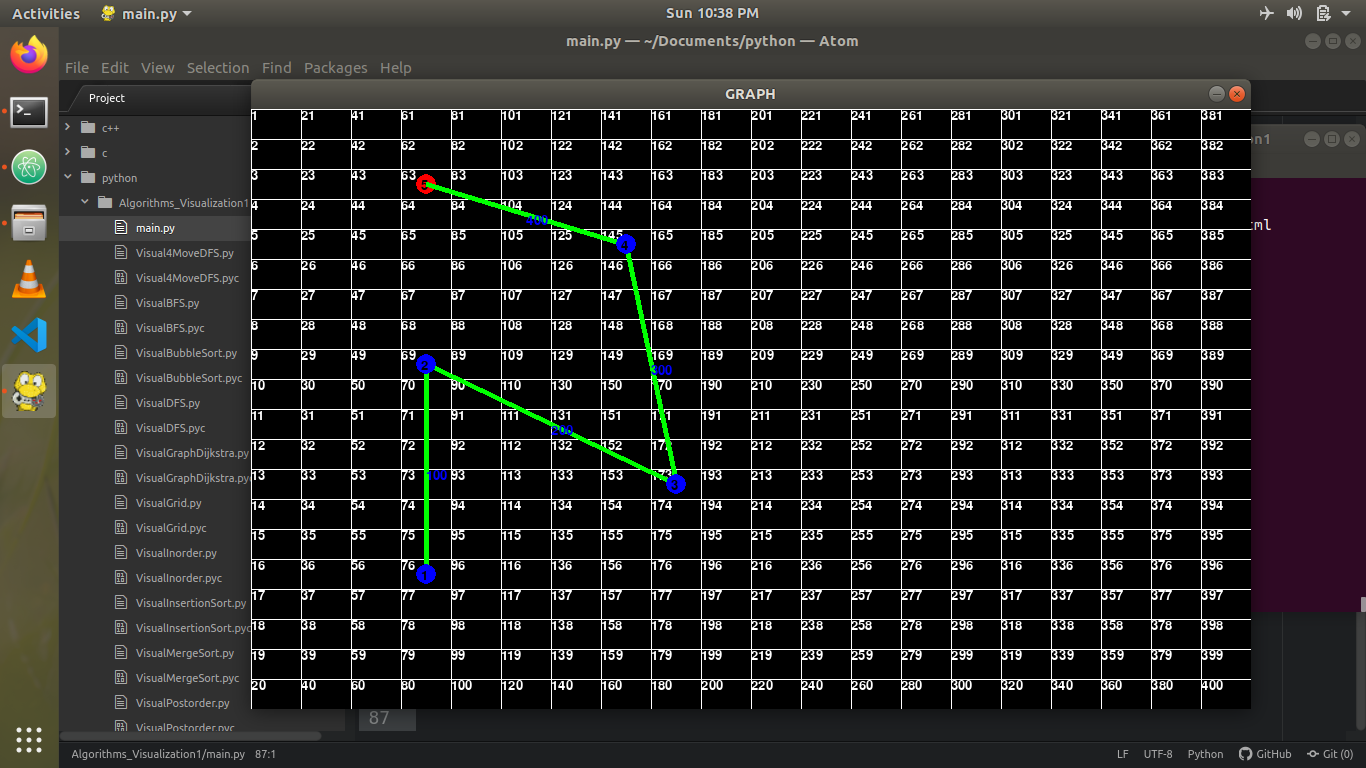 Activities main.py Sun 10:38 PM
main.py — ~/Documents/python — Atom
File Edit View Selection Find Packages Help
Project
GRAPH
c++
c
python
Algorithms_Visualization1
main.py
Visual4MoveDFS.py
Visual4MoveDFS.pyc
VisualBFS.py
VisualBFS.pyc
VisualBubbleSort.py
VisualBubbleSort.pyc
VisualDFS.py
VisualDFS.pyc
VisualGraphDijkstra.py
VisualGraphDijkstra.pyc
VisualGrid.py
VisualGrid.pyc
VisualInorder.py
VisualInorder.pyc
VisualInsertionSort.py
VisualInsertionSort.pyc
VisualMergeSort.py
VisualMergeSort.pyc
VisualPostorder.py
VisualPostorder.pyc
1 21 41 61 81 101 121 141 161 181 201 221 241 261 281 301 321 341 361 381
2 22 42 62 82 102 122 142 162 182 202 222 242 262 282 302 322 342 362 382
3 23 43 63 83 103 123 143 163 183 203 223 243 263 283 303 323 343 363 383
4 24 44 64 84 104 124 144 164 184 204 224 244 264 284 304 324 344 364 384
5 25 45 65 85 105 125 145 165 185 205 225 245 265 285 305 325 345 365 385
4
6 26 46 66 86 106 126 146 166 186 206 226 246 266 286 306 326 346 366 386
7 27 47 67 87 107 127 147 167 187 207 227 247 267 287 307 327 347 367 387
8 28 48 68 88 108 128 148 168 188 208 228 248 268 288 308 328 348 368 388
9 29 49 69 89 109 129 149 169 189 209 229 249 269 289 309 329 349 369 389
2
300
10 30 50 70 90 110 130 150 170 190 210 230 250 270 290 310 330 350 370 390
11 31 51 71 91 111 131 151 191 211 231 251 271 291 311 331 351 371 391
200
12 32 52 72 92 112 132 152 192 212 232 252 272 292 312 332 352 372 392
13 33 53 73 93 113 133 153 173 193 213 233 253 273 293 313 333 353 373 393
100
3
14 34 54 74 94 114 134 154 174 194 214 234 254 274 294 314 334 354 374 394
15 35 55 75 95 115 135 155 175 195 215 235 255 275 295 315 335 355 375 395
16 36 56 76 96 116 136 156 176 196 216 236 256 276 296 316 336 356 376 396
1
17 37 57 77 97 117 137 157 177 197 217 237 257 277 297 317 337 357 377 397
18 38 58 78 98 118 138 158 178 198 218 238 258 278 298 318 338 358 378 398
19 39 59 79 99 119 139 159 179 199 219 239 259 279 299 319 339 359 379 399
20 40 60 80 100 120 140 160 180 200 220 240 260 280 300 320 340 360 380 400
87
Algorithms_Visualization1/main.py 87:1 LF UTF-8 Python GitHub Git (0)